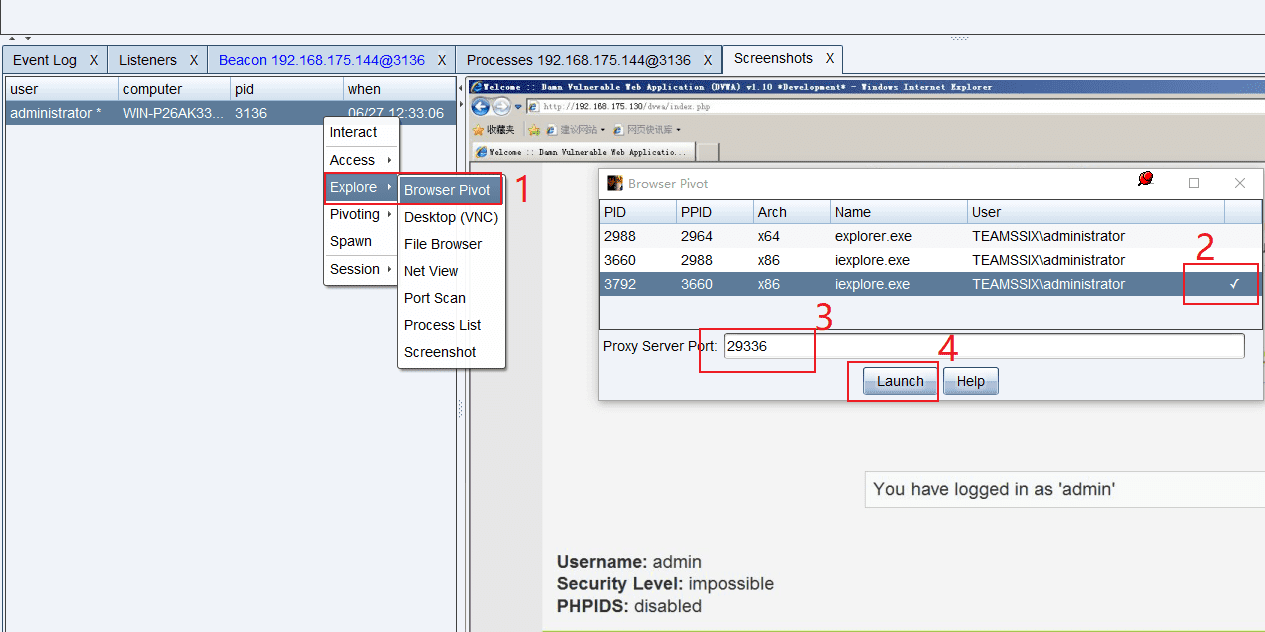 Event Log X Listeners X Beacon 192.168.175.144@3136 X Processes 192.168.175.144@3136 X Screenshots X
user computer pid when
administrator * WIN-P26AK33... 3136 06/27 12:33:06
Interact
Access
Explore
Pivoting
Spawn
Session
Browser Pivot 1
Desktop (VNC)
File Browser
Net View
Port Scan
Process List
Screenshot
Welcome :: Damn Vulnerable Web Application (DVWA) v1.10 *Development* - Windows Internet Explorer
http://192.168.175.130/dvwa/index.php
收藏夹 建议网站 网页快讯库
Welcome :: Damn Vulnerable Web Applicatio...
Browser Pivot
PID PPID Arch Name User
2988 2964 x64 explorer.exe TEAMSSIX\administrator
3660 2988 x86 iexplore.exe TEAMSSIX\administrator
2
3792 3660 x86 iexplore.exe TEAMSSIX\administrator ✓
3
Proxy Server Port: 29336
4
Launch Help
You have logged in as 'admin'
Username: admin
Security Level: impossible
PHPIDS: disabled